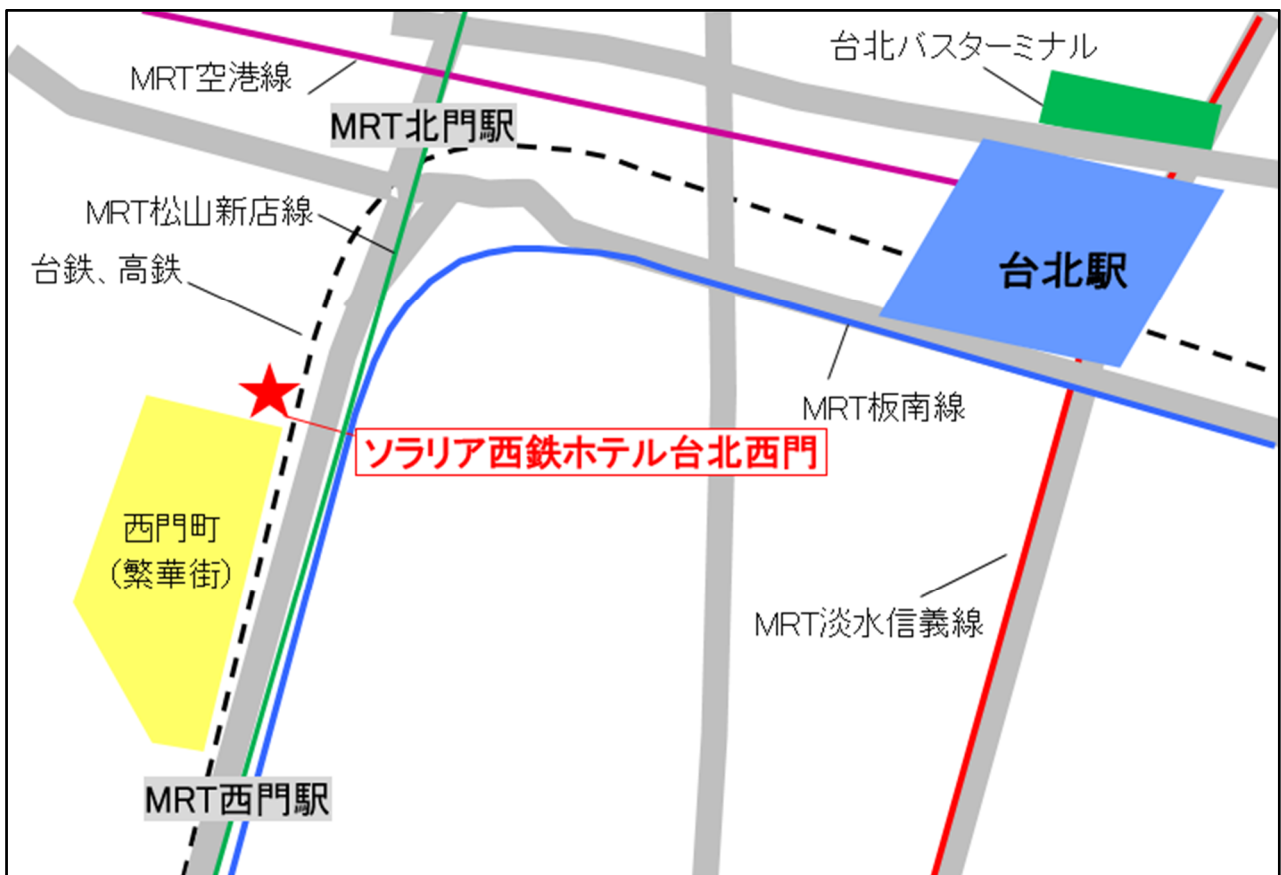 台北バスターミナル
MRT空港線
MRT北門駅
MRT松山新店線
台鉄、高鉄
台北駅
MRT板南線
ソラリア西鉄ホテル台北西門
西門町
（繁華街）
MRT淡水信義線
MRT西門駅